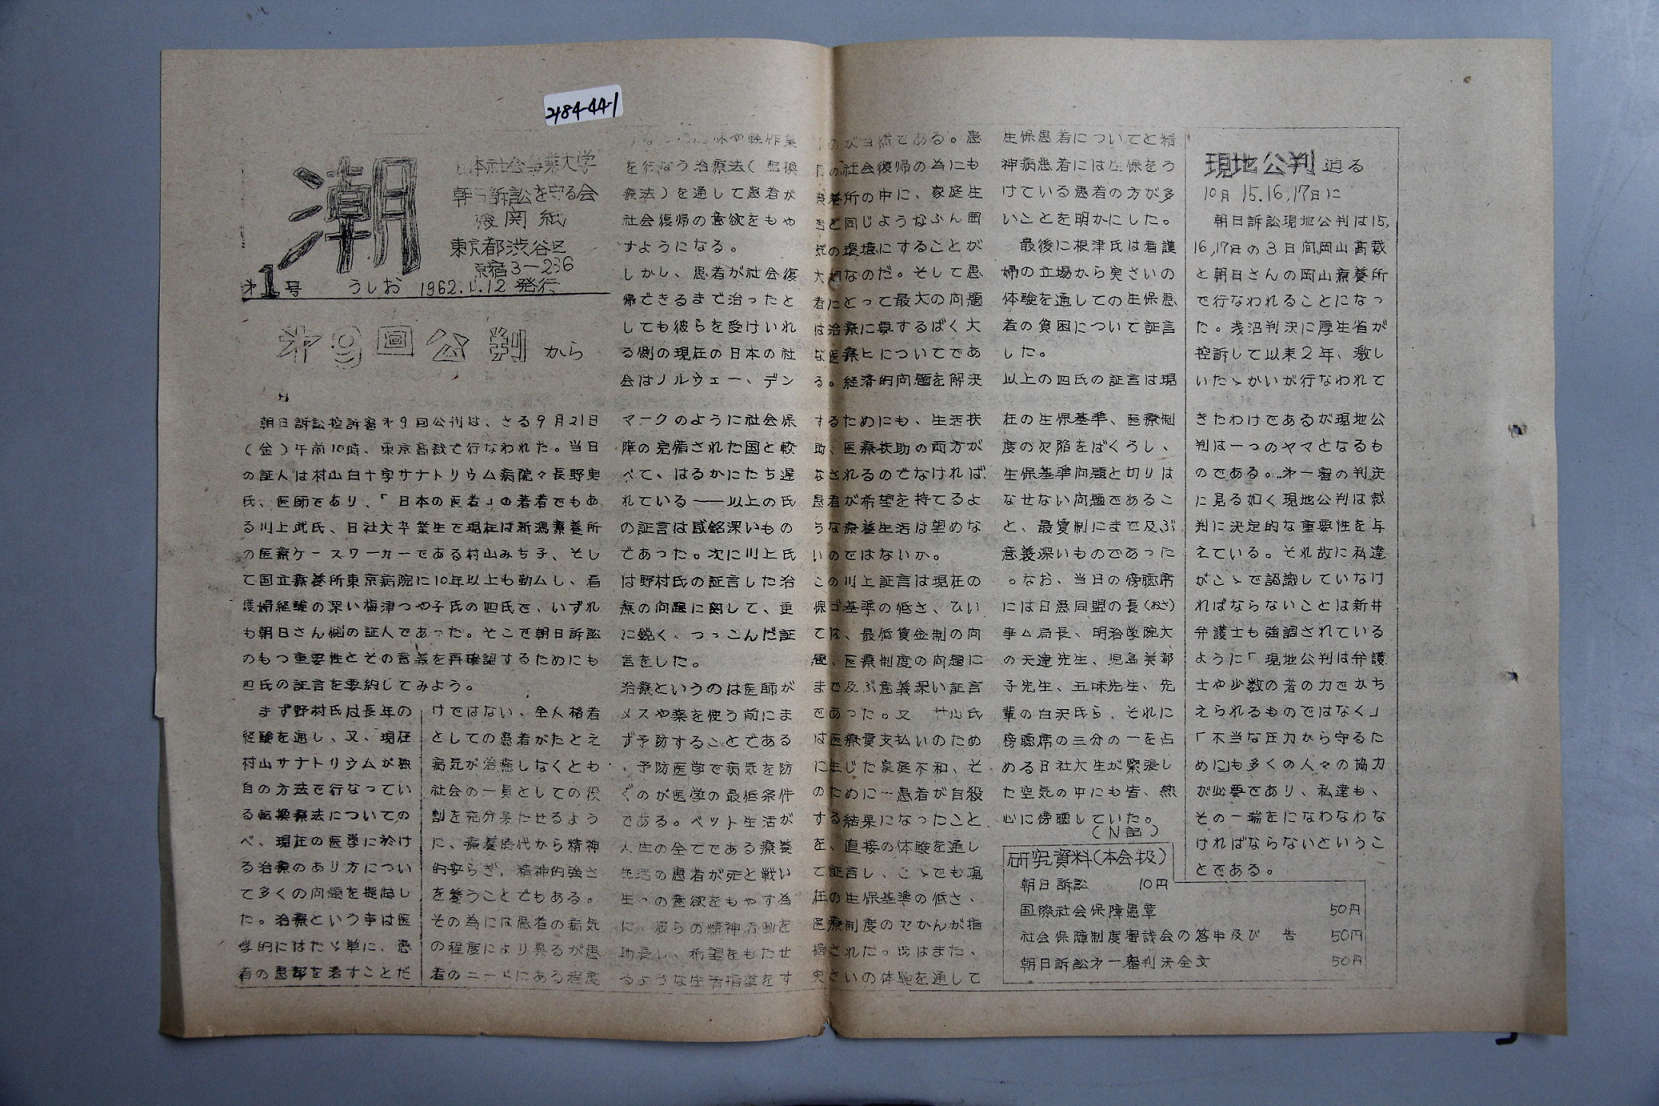 2184-44-1
潮
日本社会事業大学
朝日訴訟を守る会
機関紙
東京都渋谷区
原宿3-236
才1号 うしお 1962.1.12 発行
才9回公判から
朝日訴訟控訴審才9回公判は、さる9月21日
(金)午前10時、東京高裁で行なわれた。当日
の証人は村山白十字サナトリウム病院々長野
氏、医師であり、「日本の医者」の著者でもあ
る川上武氏、日社大卒業生で現在は新潟療養所
の医療ケースワーカーである村山みち子、そし
て国立療養所東京病院に10年以上も勤ムし、看
護婦経験の深い梅津つや子氏の四氏で、いずれ
も朝日さん側の証人であった。そこで朝日訴訟
のもつ重要性とその意義を再確認するためにも
四氏の証言を要約してみよう。
まず野村氏は長年の
経験を通し、又、現在
村山サナトリウムが独
自の方法で行なってい
る転換療法についての
べ、現在の医学に於け
る治療のあり方につい
て多くの問題を提起し
た。治療という事は医
学的にはたゞ単に、患
者の患部を治すことだ
けではない、全人格者
としての患者がたとえ
病気が治癒しなくとも
社会の一員としての役
割を充分果たせるよう
に、療養時代から精神
的安らぎ、精神的強さ
を養うことでもある。
その為には患者の病気
の程度により異るが患
者のニードにある程度
や軽作業
を行なう治療法(転換
療法)を通して患者が
社会復帰の意欲をもや
すようになる。
しかし、患者が社会復
帰できるまで治ったと
しても彼らを受けいれ
る側の現在の日本の社
会はノルウェー、デン
マークのように社会保
障の完備された国と較
べて、はるかにたち遅
れている――以上の氏
の証言は感銘深いもの
であった。次に川上氏
は野村氏の証言した治
療の問題に関して、更
に鋭く、つっこんだ証
言をした。
治療というのは医師が
メスや薬を使う前にま
ず予防することである
、予防医学で病気を防
ぐのが医学の最低条件
である。ベット生活が
人生の全てである療養
生活の患者が死と戦い
生への意欲をもやす為
に、彼らの精神活動を
助長し、希望をもたせ
るような生活指導をす
るのが当然である。患
者の社会復帰の為にも
療養所の中に、家庭生
活と同じようなふん囲
気の環境にすることが
大切なのだ。そして患
者にとって最大の問題
は治療に要するばく大
な医療ヒについてであ
る。経済的問題を解決
するためにも、生活扶
助、医療扶助の両方が
なされるのでなければ
患者が希望を持てるよ
うな療養生活は望めな
いのではないか。
この川上証言は現在の
保ゴ基準の低さ、ひい
ては、最低賃金制の問
題、医療制度の問題に
まで及ぶ意義深い証言
であった。又 村山氏
は医療費支払いのため
に生じた家庭不和、そ
のために一患者が自殺
する結果になったこと
を、直接の体験を通し
て証言し、こゝでも現
在の生保基準の低さ、
医療制度の欠かんが指
摘された。氏はまた、
実さいの体験を通して
生保患者についてと精
神病患者には生保をう
けている患者の方が多
いことを明かにした。
最後に根津氏は看護
婦の立場から実さいの
体験を通しての生保患
者の貧困について証言
した。
以上の四氏の証言は現
在の生保基準、医療制
度の欠陥をばくろし、
生保基準問題と切りは
なせない問題であるこ
と、最賃制にまで及ぶ
意義深いものであった
。なお、当日の傍聴席
には日患同盟の長(おさ)
事ム局長、明治学院大
の天達先生、児島美都
子先生、五味先生、先
輩の白沢氏ら、それに
傍聴席の三分の一を占
める日社大生が緊張し
た空気の中にも皆、熱
心に傍聴していた。
(N記)
現地公判迫る
10月15.16,17日に
朝日訴訟現地公判は15,
16,17日の3日間岡山高裁
と朝日さんの岡山療養所
で行なわれることになっ
た。浅沼判決に厚生省が
控訴して以来2年、激し
いたゝかいが行なわれて
きたわけであるが現地公
判は一つのヤマとなるも
のである。才一審の判決
に見る如く現地公判は裁
判に決定的な重要性を与
えている。それ故に私達
がこゝで認識していなけ
ればならないことは新井
弁護士も強調されている
ように「現地公判は弁護
士や少数の者の力でかち
えられるものではなく」
「不当な圧力から守るた
めにも多くの人々の協力
が必要であり、私達も、
その一端をになわなわな
ければならないというこ
とである。
研究資料(本会扱)
朝日訴訟 10円
国際社会保障憲章 50円
社会保障制度審議会の答申及び 告 50円
朝日訴訟才一審判決全文 50円